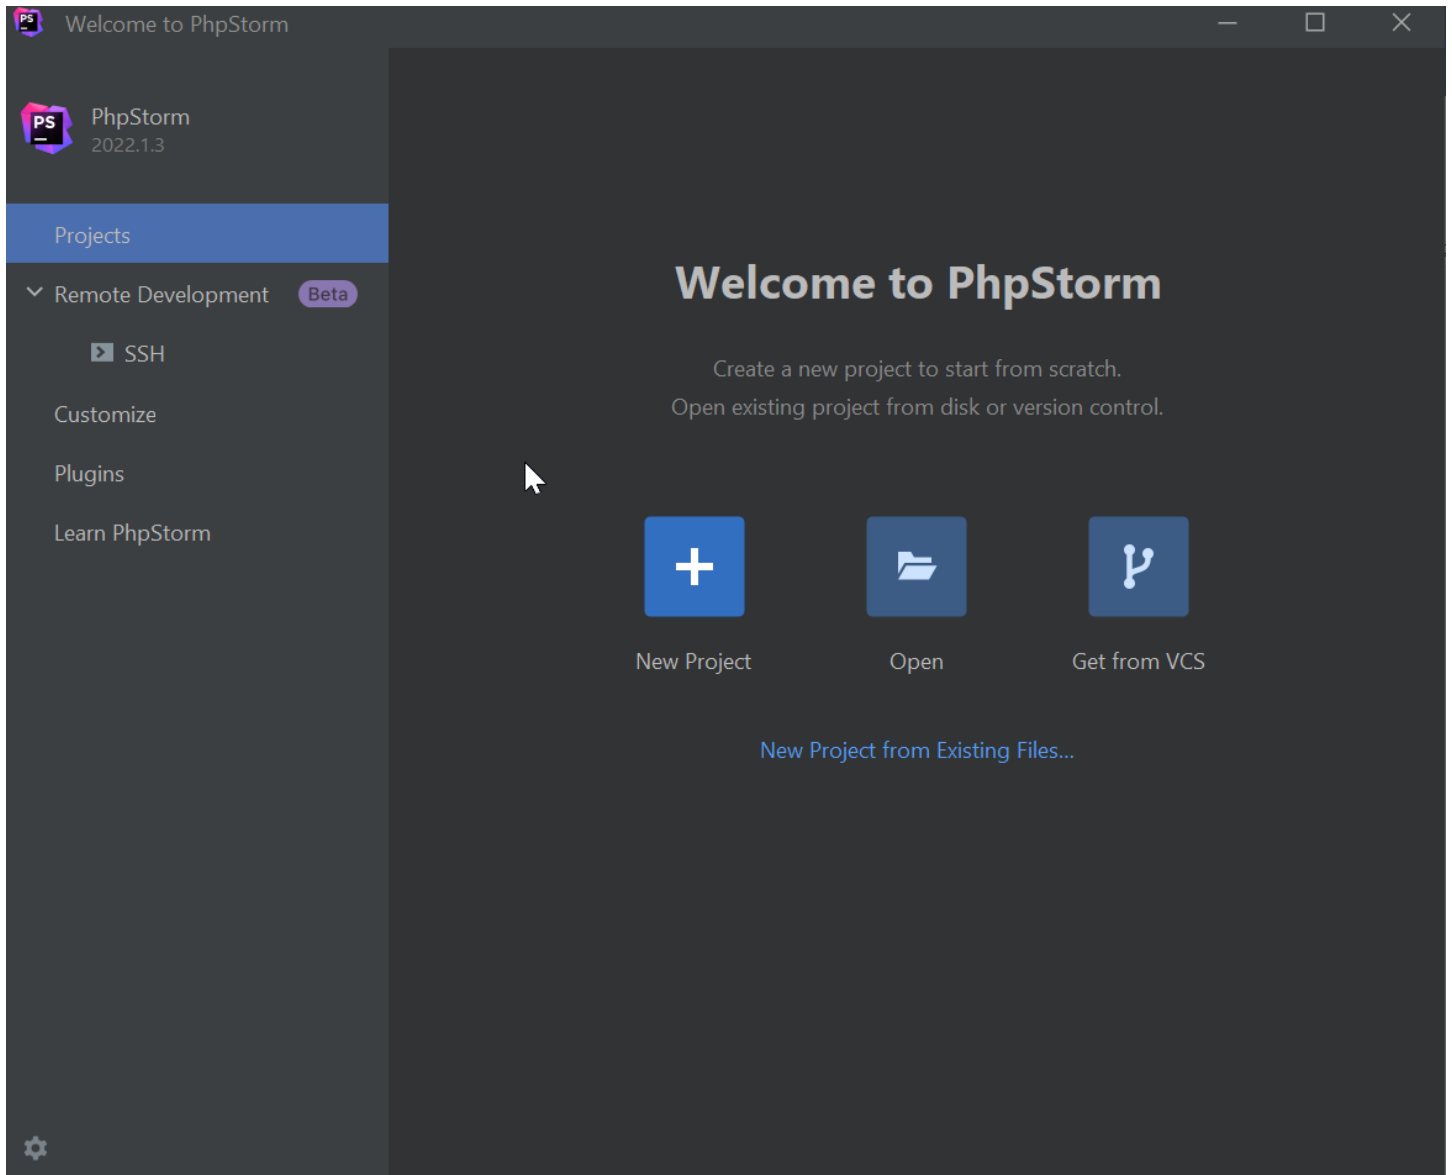 PS
Welcome to PhpStorm
PS
PhpStorm
2022.1.3
Projects
Remote Development Beta
SSH
Customize
Plugins
Learn PhpStorm
Welcome to PhpStorm
Create a new project to start from scratch.
Open existing project from disk or version control.
New Project
Open
Get from VCS
New Project from Existing Files...